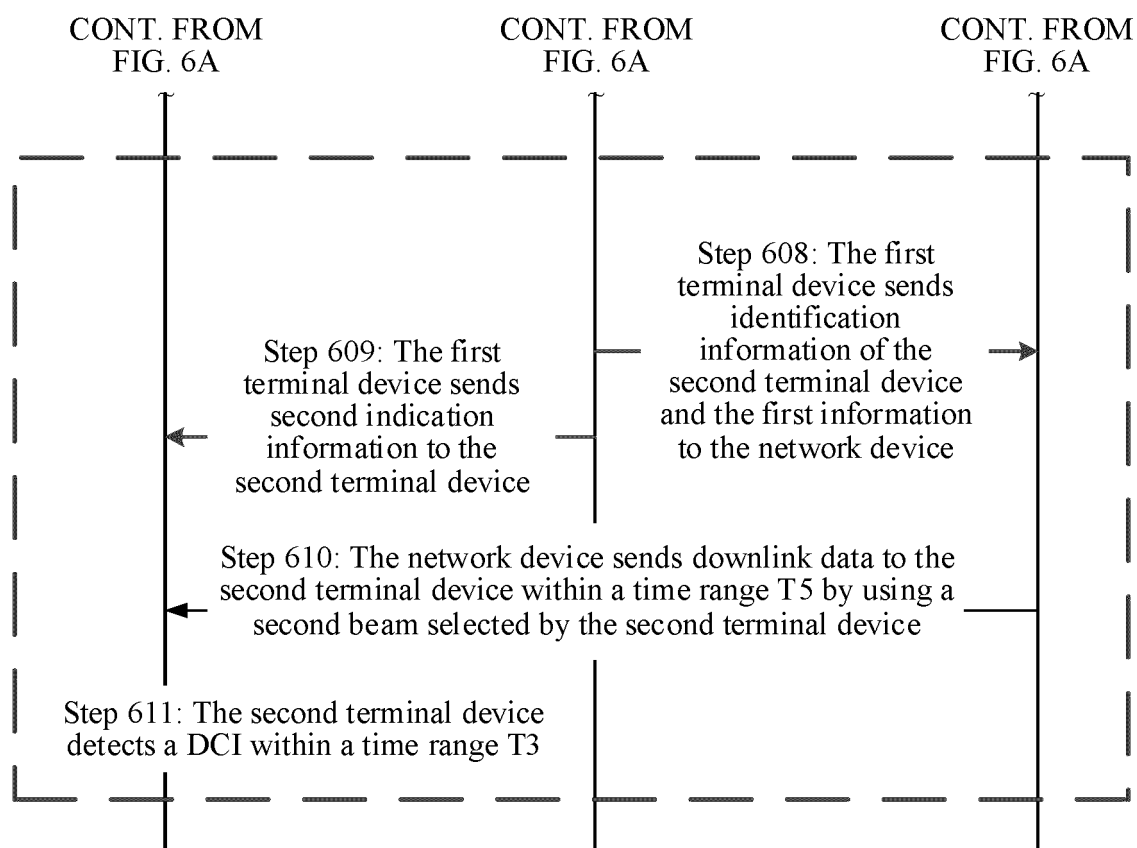 CONT. FROM
FIG. 6A
CONT. FROM
FIG. 6A
CONT. FROM
FIG. 6A
Step 608: The first
terminal device sends
identification
information of the
second terminal device
and the first information
to the network device
Step 609: The first
terminal device sends
second indication
information to the
second terminal device
Step 610: The network device sends downlink data to the
second terminal device within a time range T5 by using a
second beam selected by the second terminal device
Step 611: The second terminal device
detects a DCI within a time range T3